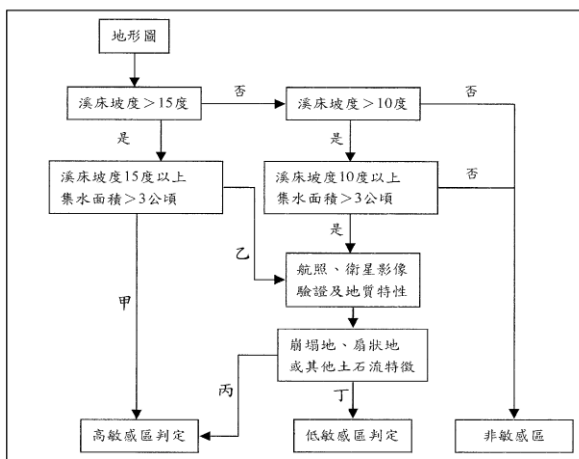 地形圖
溪床坡度＞15度
否
溪床坡度＞10度
否
是
是
溪床坡度15度以上
集水面積＞3公頃
溪床坡度10度以上
集水面積＞3公頃
否
乙
是
甲
航照、衛星影像
驗證及地質特性
崩塌地、扇狀地
或其他土石流特徵
丙
丁
高敏感區判定
低敏感區判定
非敏感區